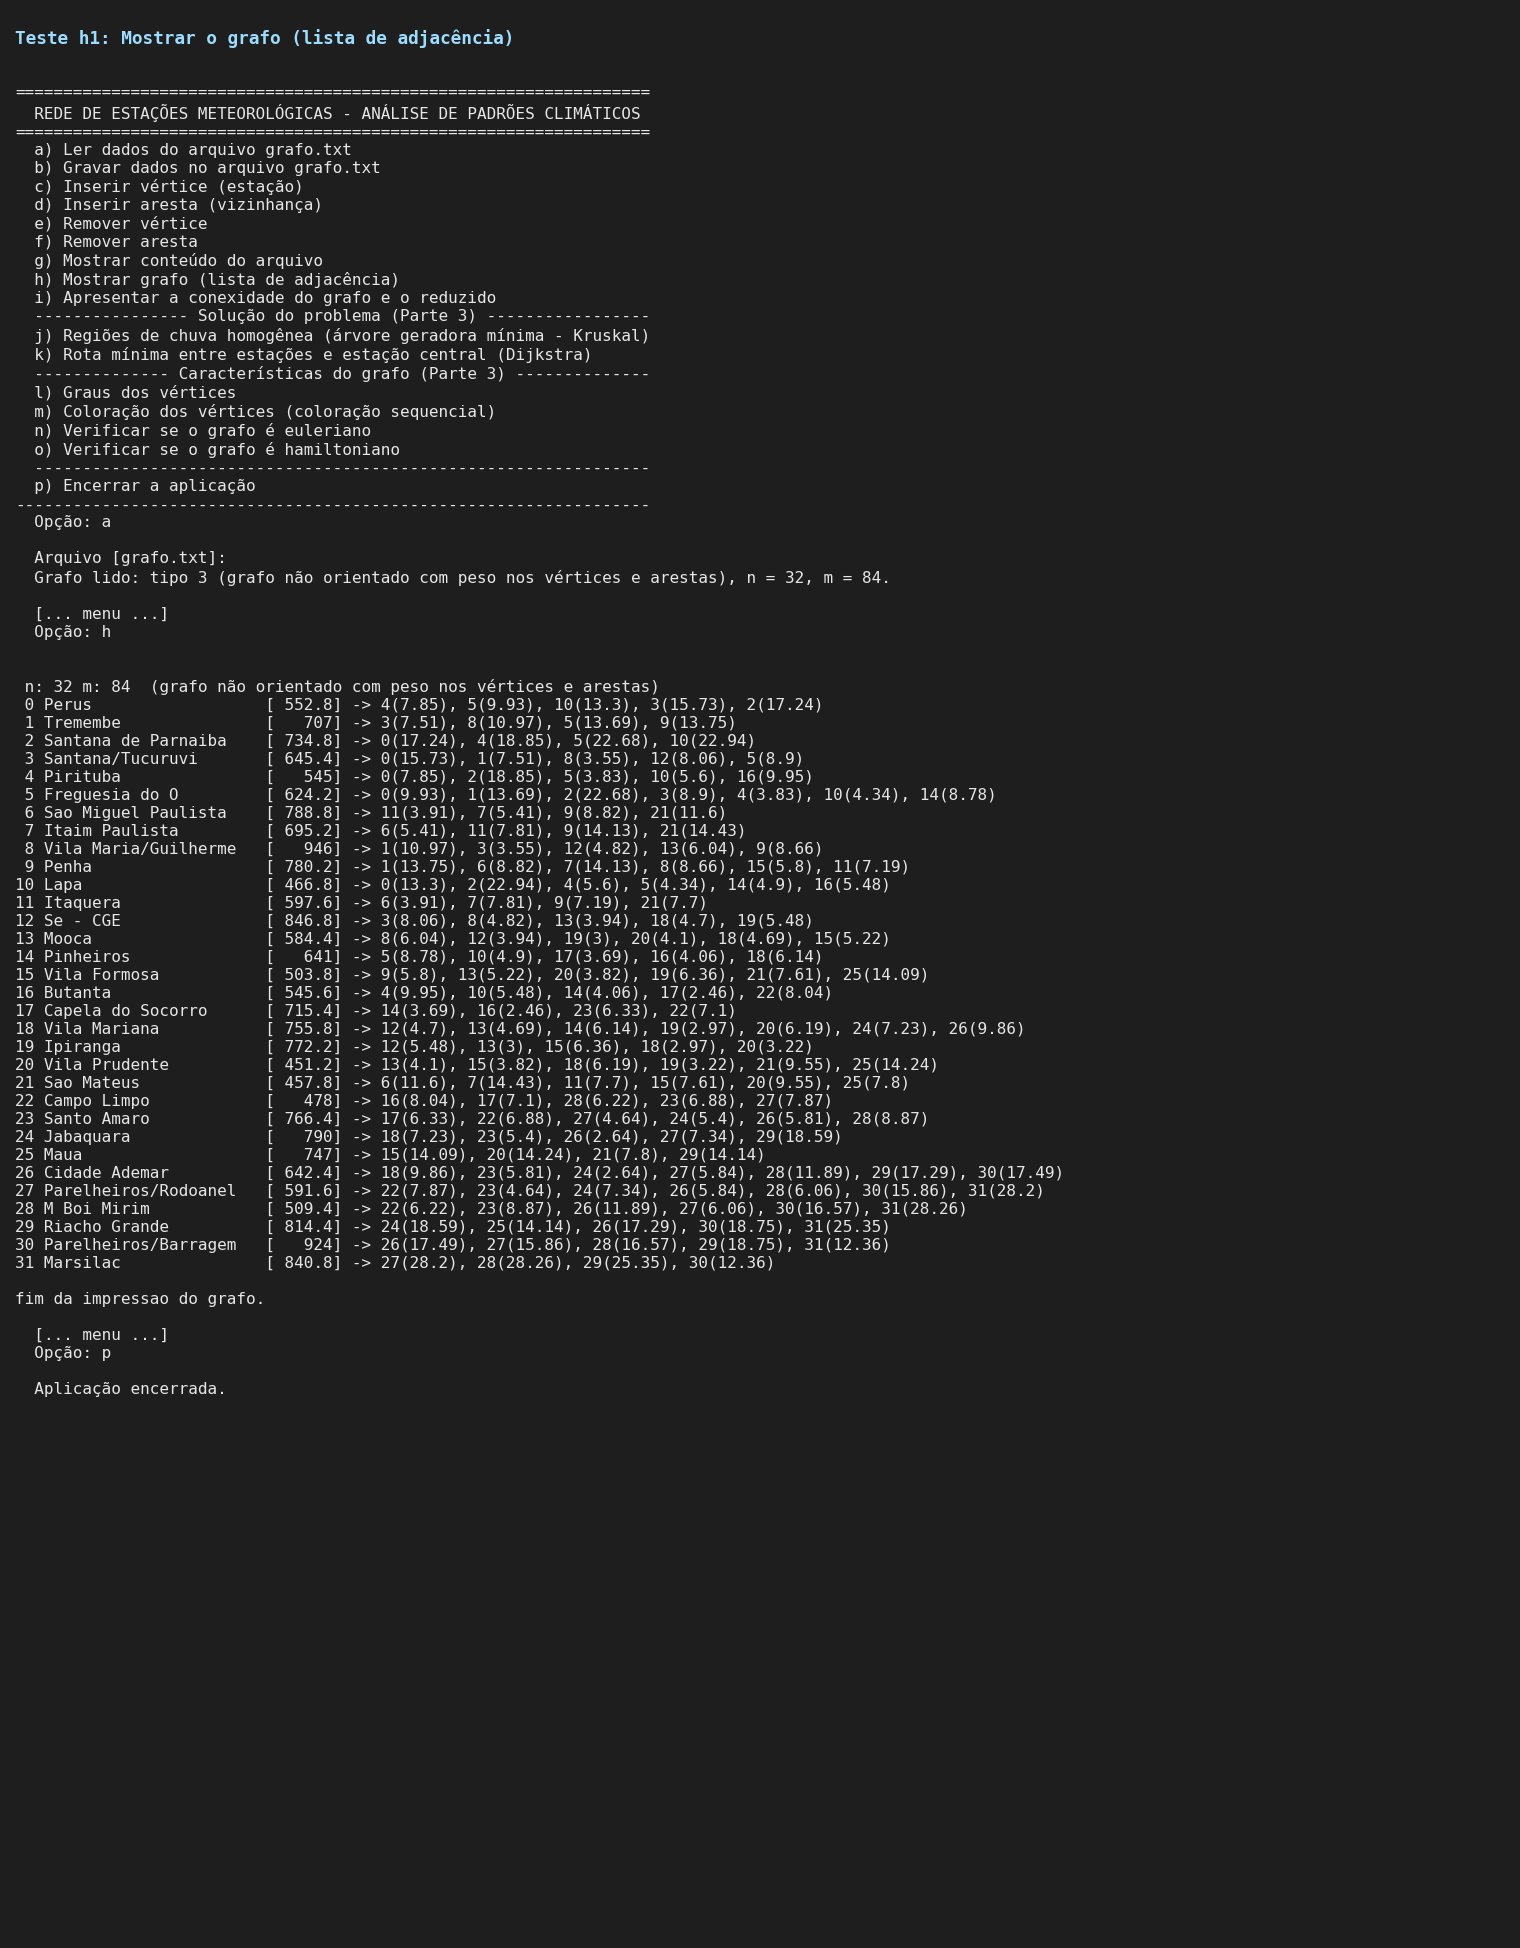 Teste h1: Mostrar o grafo (lista de adjacência)
==================================================================
  REDE DE ESTAÇÕES METEOROLÓGICAS - ANÁLISE DE PADRÕES CLIMÁTICOS
==================================================================
  a) Ler dados do arquivo grafo.txt
  b) Gravar dados no arquivo grafo.txt
  c) Inserir vértice (estação)
  d) Inserir aresta (vizinhança)
  e) Remover vértice
  f) Remover aresta
  g) Mostrar conteúdo do arquivo
  h) Mostrar grafo (lista de adjacência)
  i) Apresentar a conexidade do grafo e o reduzido
  ---------------- Solução do problema (Parte 3) -----------------
  j) Regiões de chuva homogênea (árvore geradora mínima - Kruskal)
  k) Rota mínima entre estações e estação central (Dijkstra)
  -------------- Características do grafo (Parte 3) --------------
  l) Graus dos vértices
  m) Coloração dos vértices (coloração sequencial)
  n) Verificar se o grafo é euleriano
  o) Verificar se o grafo é hamiltoniano
  ----------------------------------------------------------------
  p) Encerrar a aplicação
------------------------------------------------------------------
  Opção: a
  Arquivo [grafo.txt]:
  Grafo lido: tipo 3 (grafo não orientado com peso nos vértices e arestas), n = 32, m = 84.
  [... menu ...]
  Opção: h
 n: 32 m: 84  (grafo não orientado com peso nos vértices e arestas)
 0 Perus                  [ 552.8] -> 4(7.85), 5(9.93), 10(13.3), 3(15.73), 2(17.24)
 1 Tremembe               [   707] -> 3(7.51), 8(10.97), 5(13.69), 9(13.75)
 2 Santana de Parnaiba    [ 734.8] -> 0(17.24), 4(18.85), 5(22.68), 10(22.94)
 3 Santana/Tucuruvi       [ 645.4] -> 0(15.73), 1(7.51), 8(3.55), 12(8.06), 5(8.9)
 4 Pirituba               [   545] -> 0(7.85), 2(18.85), 5(3.83), 10(5.6), 16(9.95)
 5 Freguesia do O         [ 624.2] -> 0(9.93), 1(13.69), 2(22.68), 3(8.9), 4(3.83), 10(4.34), 14(8.78)
 6 Sao Miguel Paulista    [ 788.8] -> 11(3.91), 7(5.41), 9(8.82), 21(11.6)
 7 Itaim Paulista         [ 695.2] -> 6(5.41), 11(7.81), 9(14.13), 21(14.43)
 8 Vila Maria/Guilherme   [   946] -> 1(10.97), 3(3.55), 12(4.82), 13(6.04), 9(8.66)
 9 Penha                  [ 780.2] -> 1(13.75), 6(8.82), 7(14.13), 8(8.66), 15(5.8), 11(7.19)
10 Lapa                   [ 466.8] -> 0(13.3), 2(22.94), 4(5.6), 5(4.34), 14(4.9), 16(5.48)
11 Itaquera               [ 597.6] -> 6(3.91), 7(7.81), 9(7.19), 21(7.7)
12 Se - CGE               [ 846.8] -> 3(8.06), 8(4.82), 13(3.94), 18(4.7), 19(5.48)
13 Mooca                  [ 584.4] -> 8(6.04), 12(3.94), 19(3), 20(4.1), 18(4.69), 15(5.22)
14 Pinheiros              [   641] -> 5(8.78), 10(4.9), 17(3.69), 16(4.06), 18(6.14)
15 Vila Formosa           [ 503.8] -> 9(5.8), 13(5.22), 20(3.82), 19(6.36), 21(7.61), 25(14.09)
16 Butanta                [ 545.6] -> 4(9.95), 10(5.48), 14(4.06), 17(2.46), 22(8.04)
17 Capela do Socorro      [ 715.4] -> 14(3.69), 16(2.46), 23(6.33), 22(7.1)
18 Vila Mariana           [ 755.8] -> 12(4.7), 13(4.69), 14(6.14), 19(2.97), 20(6.19), 24(7.23), 26(9.86)
19 Ipiranga               [ 772.2] -> 12(5.48), 13(3), 15(6.36), 18(2.97), 20(3.22)
20 Vila Prudente          [ 451.2] -> 13(4.1), 15(3.82), 18(6.19), 19(3.22), 21(9.55), 25(14.24)
21 Sao Mateus             [ 457.8] -> 6(11.6), 7(14.43), 11(7.7), 15(7.61), 20(9.55), 25(7.8)
22 Campo Limpo            [   478] -> 16(8.04), 17(7.1), 28(6.22), 23(6.88), 27(7.87)
23 Santo Amaro            [ 766.4] -> 17(6.33), 22(6.88), 27(4.64), 24(5.4), 26(5.81), 28(8.87)
24 Jabaquara              [   790] -> 18(7.23), 23(5.4), 26(2.64), 27(7.34), 29(18.59)
25 Maua                   [   747] -> 15(14.09), 20(14.24), 21(7.8), 29(14.14)
26 Cidade Ademar          [ 642.4] -> 18(9.86), 23(5.81), 24(2.64), 27(5.84), 28(11.89), 29(17.29), 30(17.49)
27 Parelheiros/Rodoanel   [ 591.6] -> 22(7.87), 23(4.64), 24(7.34), 26(5.84), 28(6.06), 30(15.86), 31(28.2)
28 M Boi Mirim            [ 509.4] -> 22(6.22), 23(8.87), 26(11.89), 27(6.06), 30(16.57), 31(28.26)
29 Riacho Grande          [ 814.4] -> 24(18.59), 25(14.14), 26(17.29), 30(18.75), 31(25.35)
30 Parelheiros/Barragem   [   924] -> 26(17.49), 27(15.86), 28(16.57), 29(18.75), 31(12.36)
31 Marsilac               [ 840.8] -> 27(28.2), 28(28.26), 29(25.35), 30(12.36)
fim da impressao do grafo.
  [... menu ...]
  Opção: p
  Aplicação encerrada.